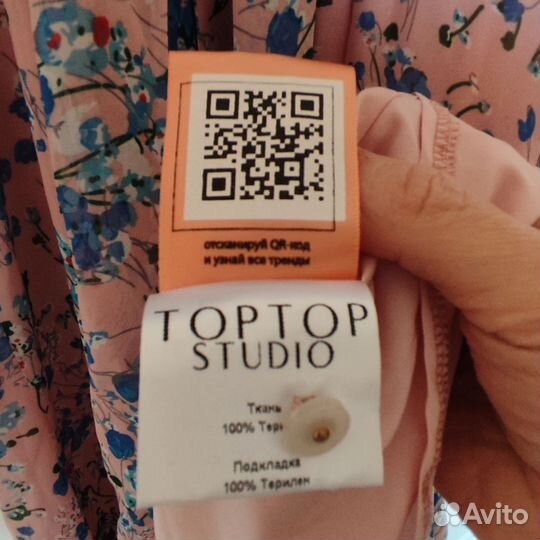 отсканируй QR-код
и узнай все тренды
TOPTOP
STUDIO
Ткань
100%
Подкладка
100% Терилен
Avito